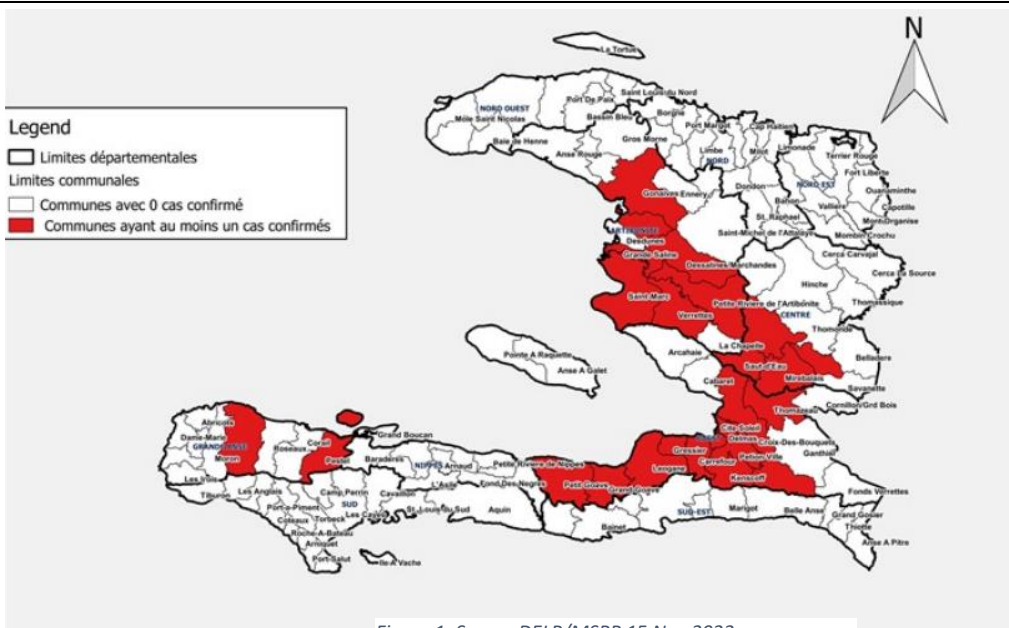 N
Legend
Limites départementales
Limites communales
Communes avec 0 cas confirmé
Communes ayant au moins un cas confirmés
La Tortue
NORD OUEST
Port De Paix
Saint Louis du Nord
Môle Saint Nicolas
Bassin Bleu
Borgne
Port Margot
Cap Haïtien
Baie de Henne
Gros Morne
Limbe
Milot
Limonade
Terrier Rouge
Anse Rouge
NORD
Fort Liberte
NORD EST
Ouanaminthe
Gonaives
Ennery
Dondon
Bahon
Valliere
Capotille
St. Raphael
Mont Organise
ARTIBONITE
Saint-Michel de l'Attalaye
Mombin Crochu
Desdunes
Grande Saline
Cerca Carvajal
Dessalines/Marchandes
Cerca La Source
Hinche
Saint-Marc
Petite Riviere de l'Artibonite
Thomassique
Verrettes
CENTRE
Thomonde
La Chapelle
Pointe A Raquette
Arcahaie
Belladere
Saut d'Eau
Anse A Galet
Cabaret
Mirebalais
Savanette
Cornillon/Grd Bois
Thomazeau
Abricots
Cite Soleil
Dame-Marie
Corail
Grand Boucan
Delmas
Croix-Des-Bouquets
Roseaux
Gressier
Moron
Pestel
Baraderes
NIPPES
Arnaud
Petite Riviere de Nippes
Carrefour
Petion Ville
Ganthier
Leogane
Les Irois
L'Asile
Fond Des Negres
Petit Goave
Grand Goave
Kenscoff
Tiburon
Les Anglais
Camp Perrin
Cavaillon
Fonds Verrettes
Port-a-Piment
SUD
St. Louis du Sud
Aquin
SUD-EST
Marigot
Belle Anse
Grand Gosier
Coteaux
Torbeck
Les Cayes
Bainet
Thiotte
Roche-A-Bateau
Arniquet
Anse A Pitre
Port-Salut
Ile A Vache